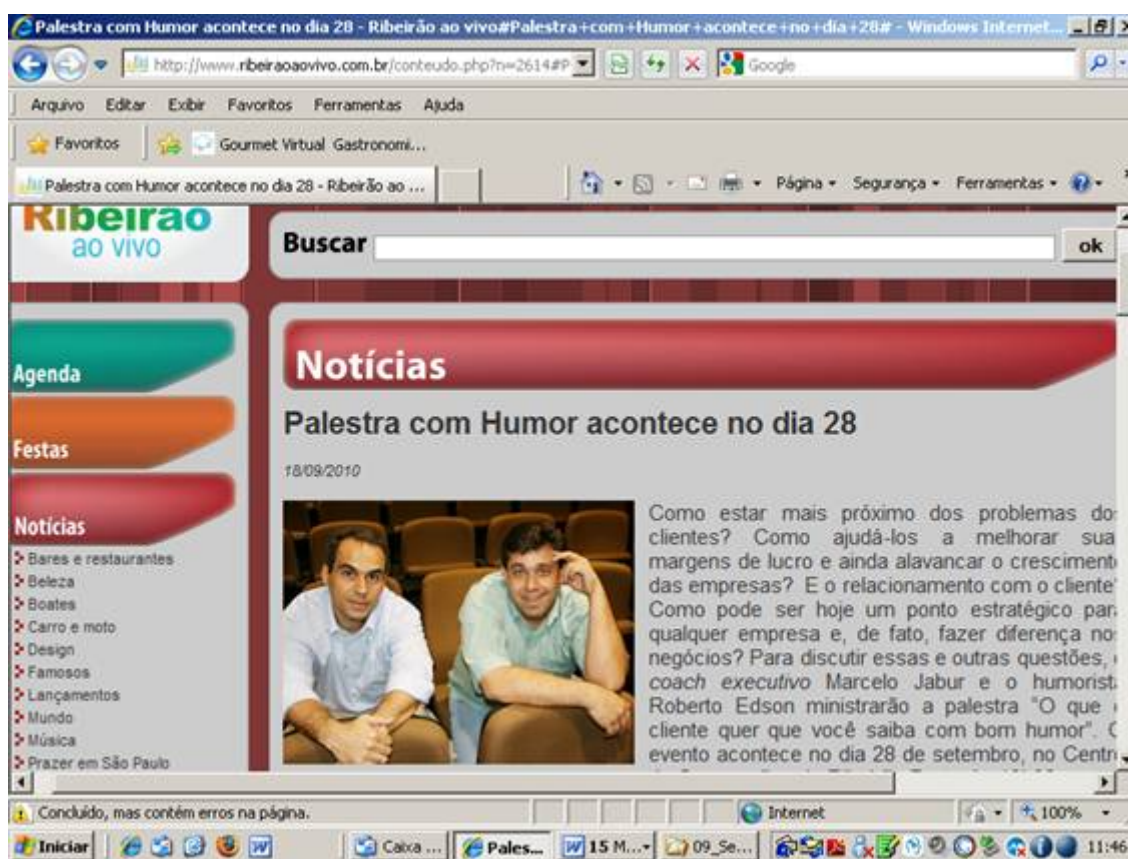 Palestra com Humor acontece no dia 28 - Ribeirão ao vivo#Palestra+com+Humor+acontece+no+dia+28# - Windows Internet...
http://www.ribeiraoaovivo.com.br/conteudo.php?n=2614#P
Google
Arquivo Editar Exibir Favoritos Ferramentas Ajuda
Favoritos Gourmet Virtual Gastronomi...
Palestra com Humor acontece no dia 28 - Ribeirão ao ...
Página Segurança Ferramentas
Ribeirão
ao vivo
Buscar ok
Agenda
Festas
Notícias
Bares e restaurantes
Beleza
Boates
Carro e moto
Design
Famosos
Lançamentos
Mundo
Música
Prazer em São Paulo
Notícias
Palestra com Humor acontece no dia 28
18/09/2010
Como estar mais próximo dos problemas do
clientes? Como ajudá-los a melhorar sua
margens de lucro e ainda alavancar o cresciment
das empresas? E o relacionamento com o cliente
Como pode ser hoje um ponto estratégico par
qualquer empresa e, de fato, fazer diferença no
negócios? Para discutir essas e outras questões,
coach executivo Marcelo Jabur e o humorist
Roberto Edson ministrarão a palestra "O que
cliente quer que você saiba com bom humor".
evento acontece no dia 28 de setembro, no Centr
Concluído, mas contém erros na página.
Internet
100%
Iniciar
Caixa ...
Pales...
15 M...
09_Se...
11:46